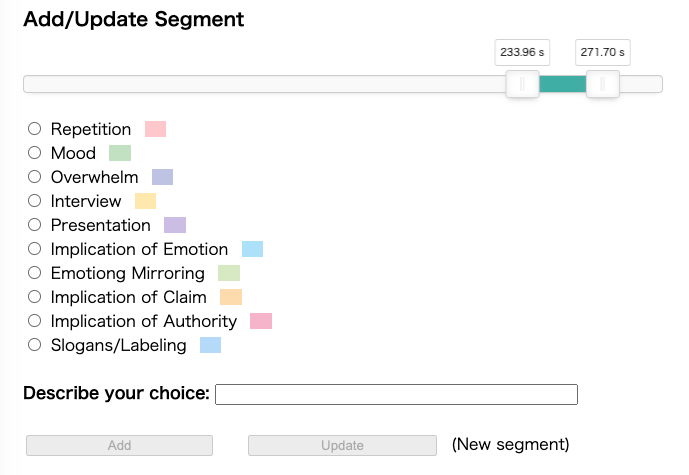 Add/Update Segment
233.96 s 271.70 s
Repetition
Mood
Overwhelm
Interview
Presentation
Implication of Emotion
Emotiong Mirroring
Implication of Claim
Implication of Authority
Slogans/Labeling
Describe your choice:
Add Update (New segment)